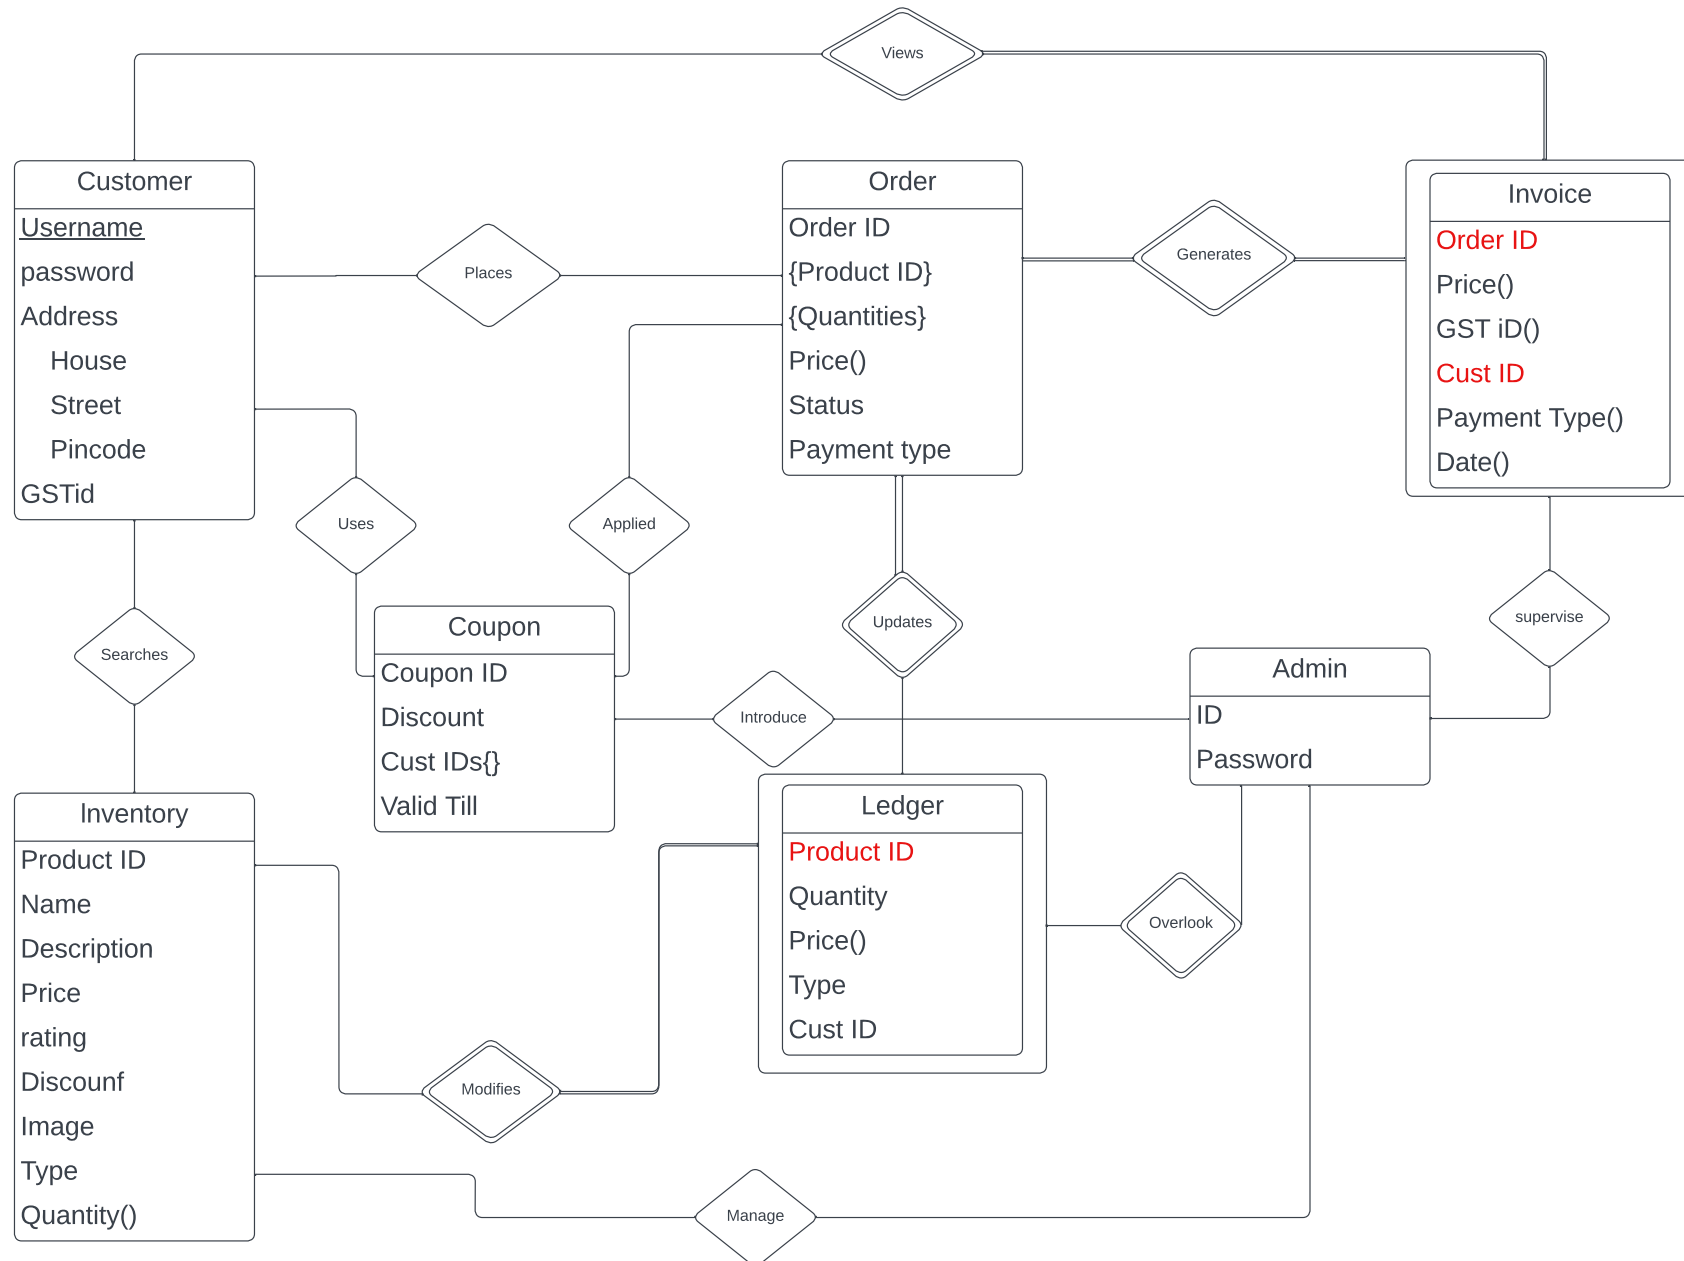 Views
Customer
Username
password
Address
House
Street
Pincode
GSTid
Places
Order
Order ID
{Product ID}
{Quantities}
Price()
Status
Payment type
Generates
Invoice
Order ID
Price()
GST iD()
Cust ID
Payment Type()
Date()
Uses
Applied
Updates
supervise
Searches
Coupon
Coupon ID
Discount
Cust IDs{}
Valid Till
Introduce
Admin
ID
Password
Inventory
Product ID
Name
Description
Price
rating
Discounf
Image
Type
Quantity()
Ledger
Product ID
Quantity
Price()
Type
Cust ID
Overlook
Modifies
Manage